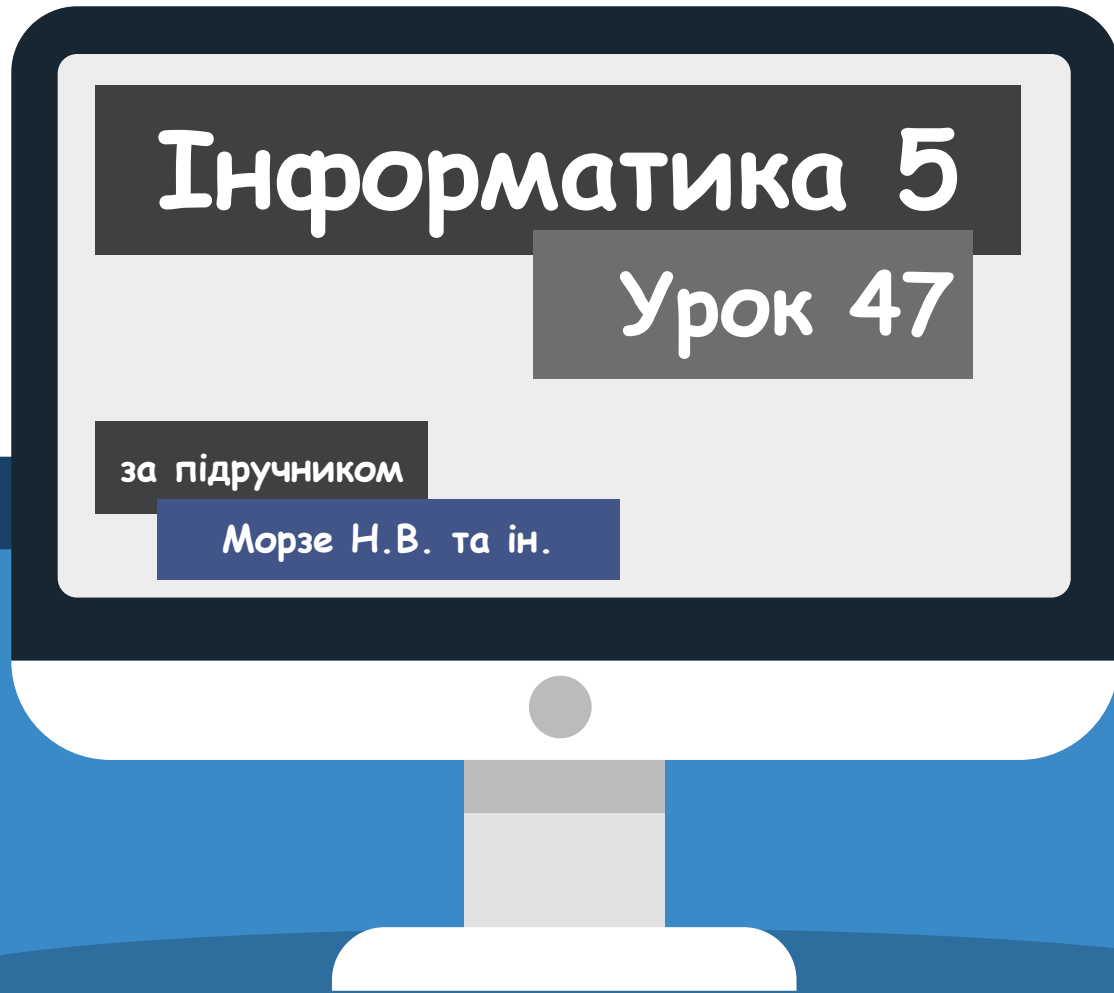 Інформатика 5
Урок 47
за підручником
Морзе Н.В. та ін.